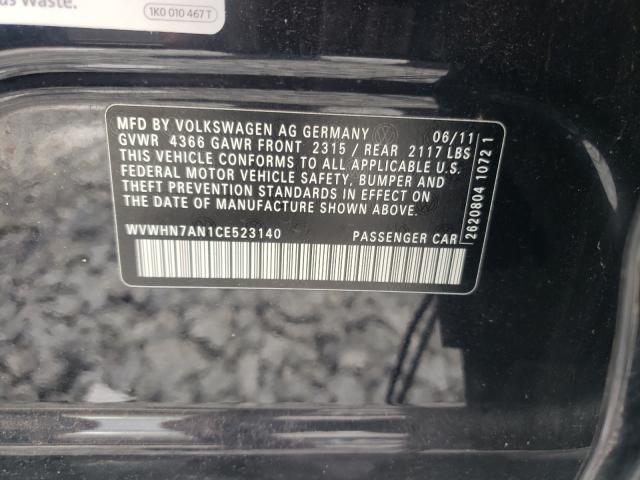 us Waste.
1K0 010 467 T
MFD BY VOLKSWAGEN AG GERMANY 06/11
GVWR 4366 GAWR FRONT 2315 / REAR 2117 LBS
THIS VEHICLE CONFORMS TO ALL APPLICABLE U.S.
FEDERAL MOTOR VEHICLE SAFETY, BUMPER AND
THEFT PREVENTION STANDARDS IN EFFECT ON
THE DATE OF MANUFACTURE SHOWN ABOVE.
WVWHN7AN1CE523140 PASSENGER CAR
2620804 1072 1